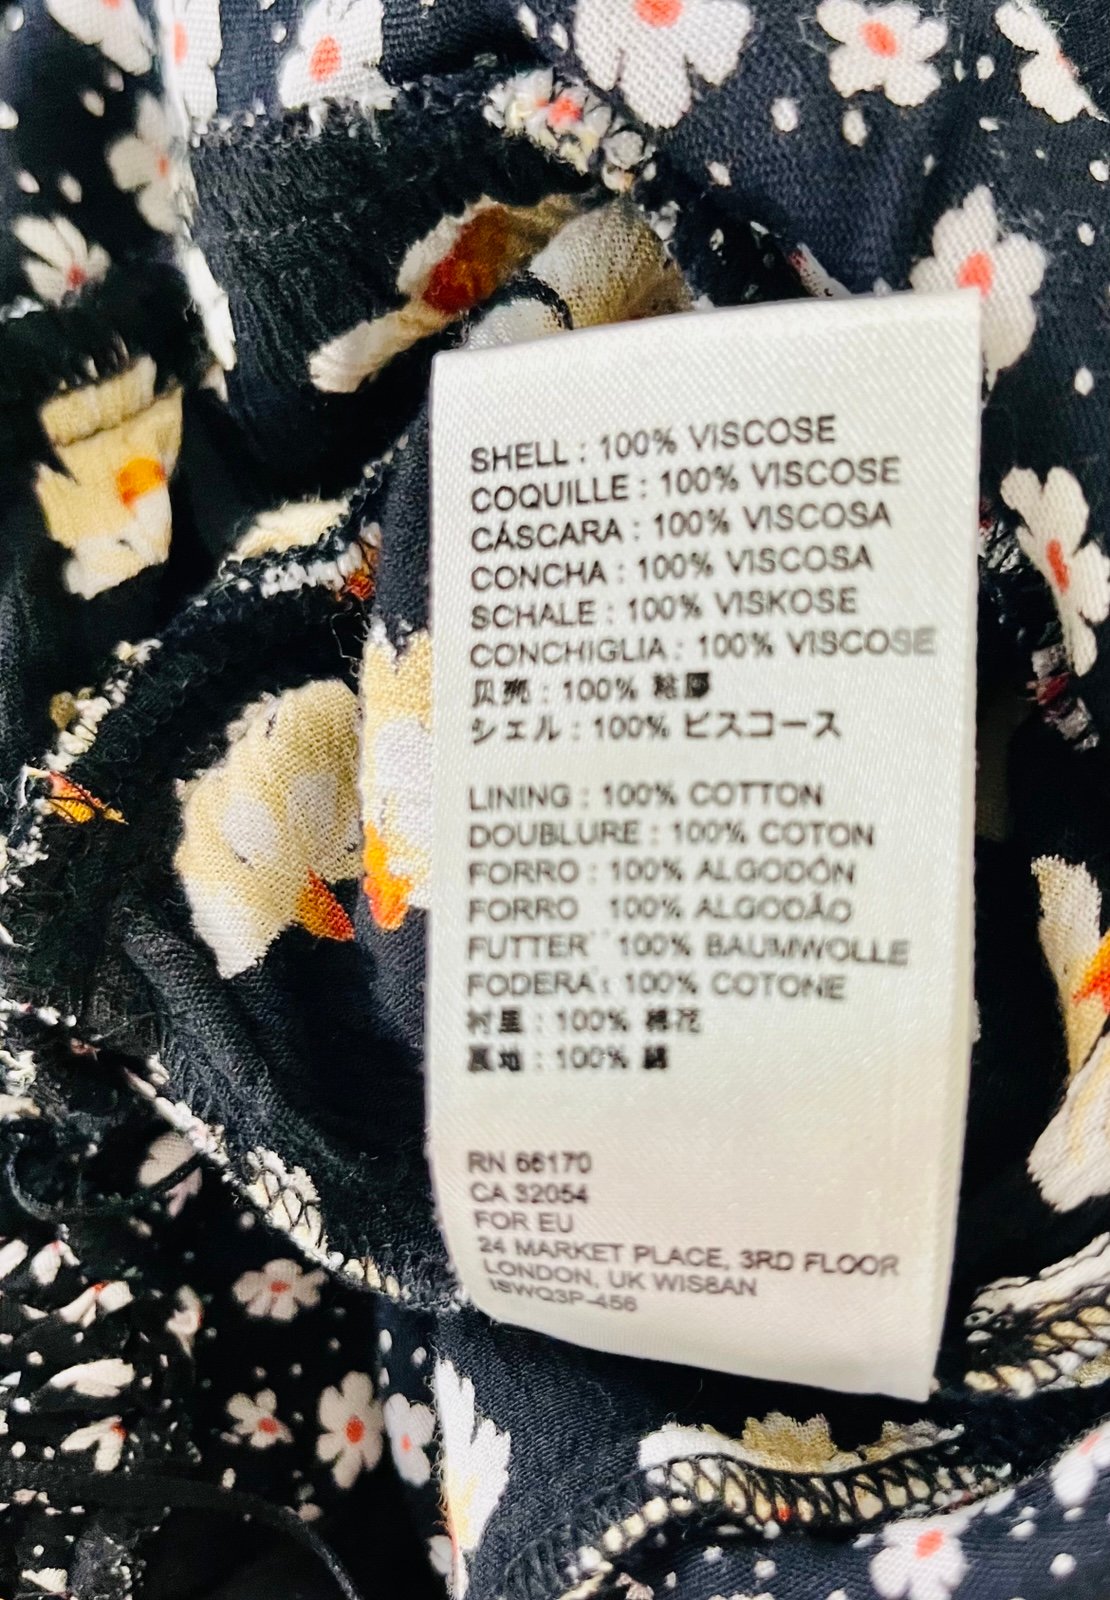 SHELL : 100% VISCOSE
COQUILLE : 100% VISCOSE
CÁSCARA : 100% VISCOSA
CONCHA : 100% VISCOSA
SCHALE : 100% VISKOSE
CONCHIGLIA : 100% VISCOSE
贝壳 : 100% 粘膠
シェル : 100% ビスコース
LINING : 100% COTTON
DOUBLURE : 100% COTON
FORRO : 100% ALGODÓN
FORRO 100% ALGODÃO
FUTTER 100% BAUMWOLLE
FODERA : 100% COTONE
衬里 : 100% 棉花
裏地 : 100% 綿
RN 66170
CA 32054
FOR EU
24 MARKET PLACE, 3RD FLOOR
LONDON, UK WIS8AN
ISWQ3P-456